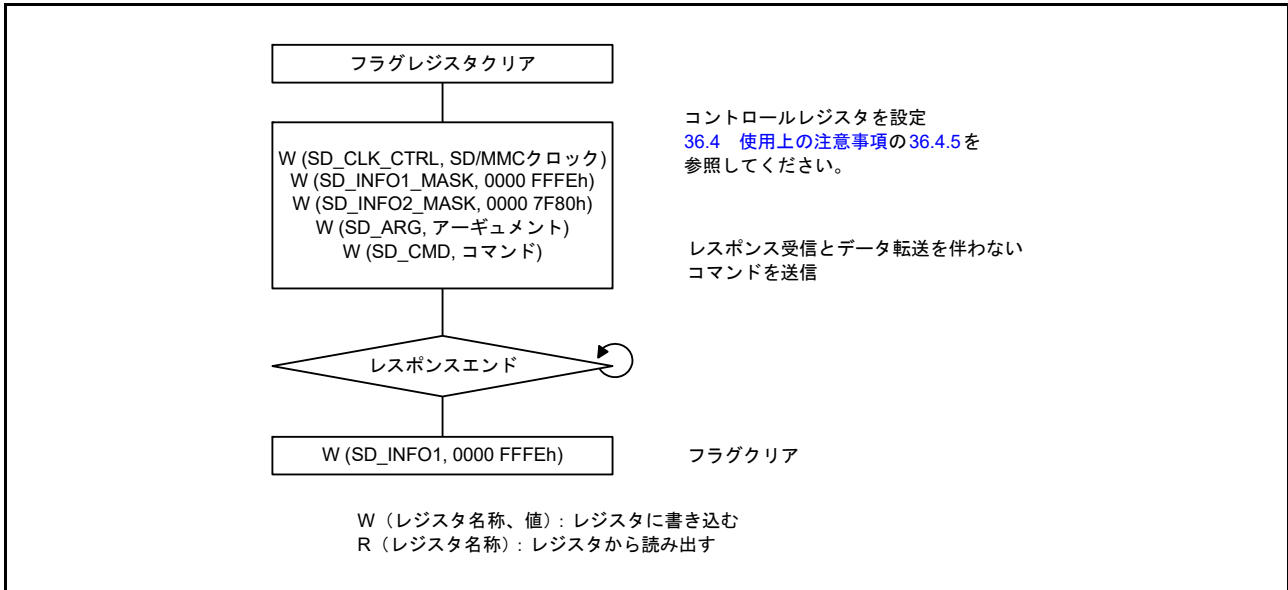 フラグレジスタクリア
W (SD_CLK_CTRL, SD/MMCクロック)
W (SD_INFO1_MASK, 0000 FFFEh)
W (SD_INFO2_MASK, 0000 7F80h)
W (SD_ARG, アーギュメント)
W (SD_CMD, コマンド)
コントロールレジスタを設定
36.4 使用上の注意事項の36.4.5を
参照してください。
レスポンス受信とデータ転送を伴わない
コマンドを送信
レスポンスエンド
W (SD_INFO1, 0000 FFFEh)
フラグクリア
W（レジスタ名称、値）: レジスタに書き込む
R（レジスタ名称）: レジスタから読み出す